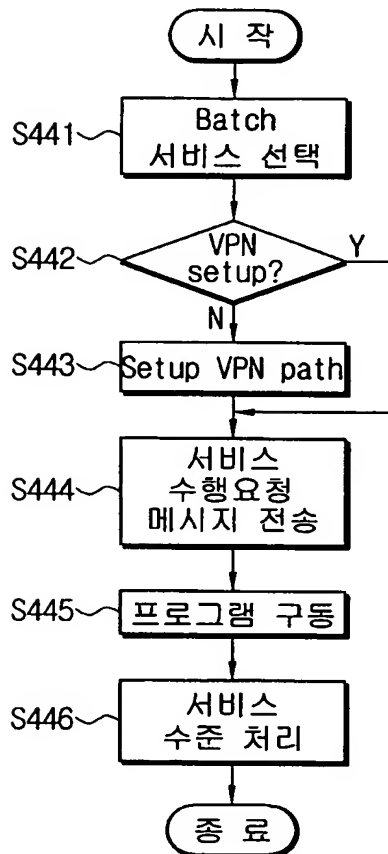 시 작
S441
Batch
서비스 선택
S442
VPN
setup?
Y
N
S443
Setup VPN path
S444
서비스
수행요청
메시지 전송
S445
프로그램 구동
S446
서비스
수준 처리
종 료